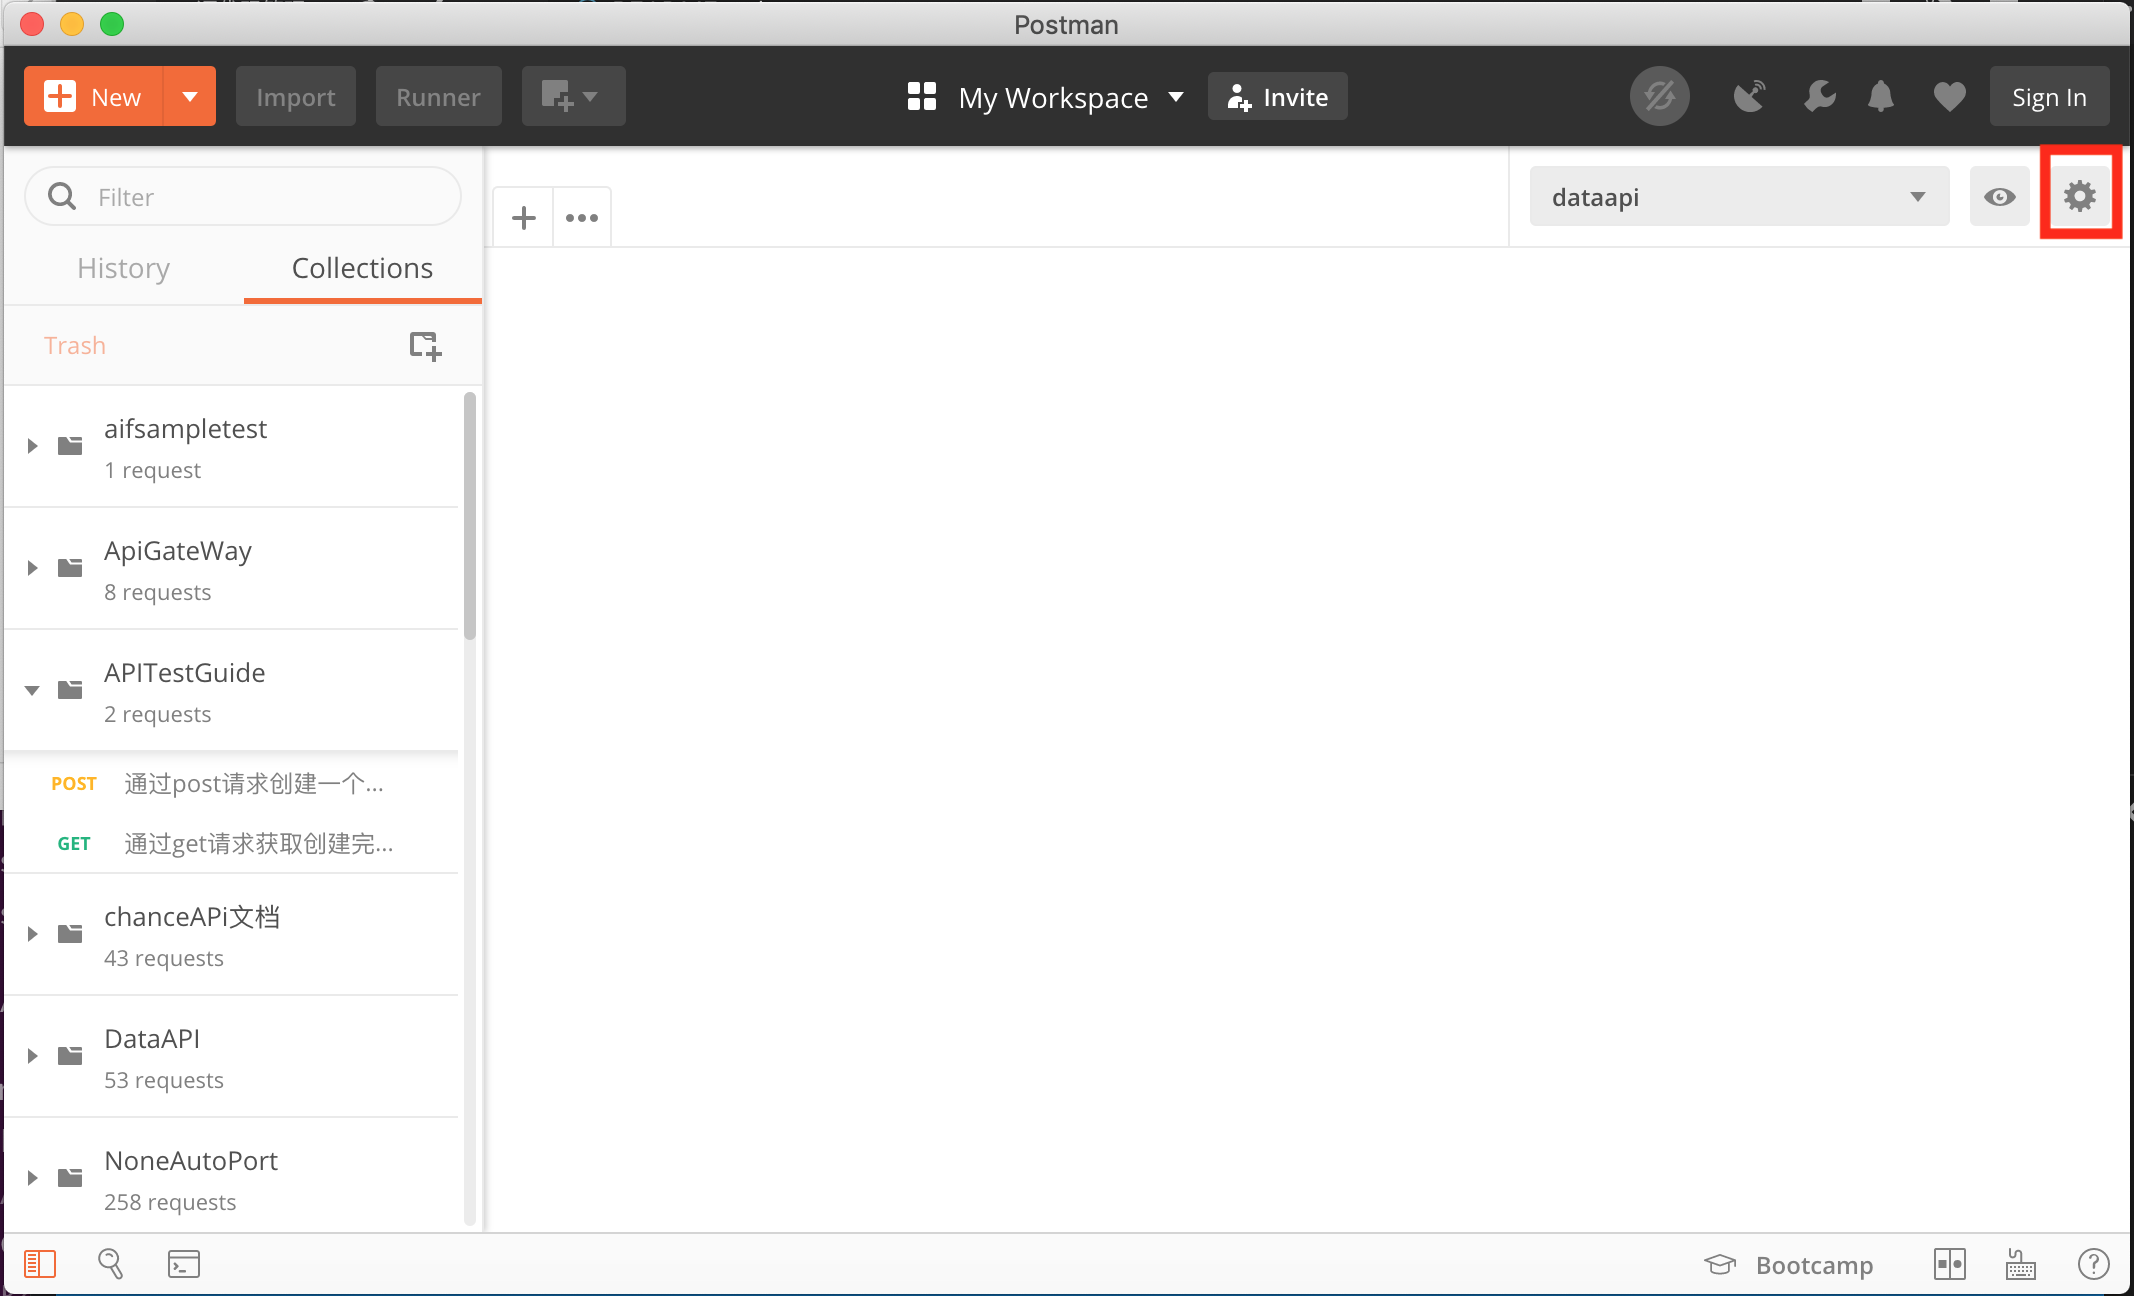 Postman
New
Import
Runner
My Workspace
Invite
Sign In
Filter
dataapi
History
Collections
Trash
aifsampletest
1 request
ApiGateWay
8 requests
APITestGuide
2 requests
POST 通过post请求创建一个...
GET 通过get请求获取创建完...
chanceAPi文档
43 requests
DataAPI
53 requests
NoneAutoPort
258 requests
Bootcamp